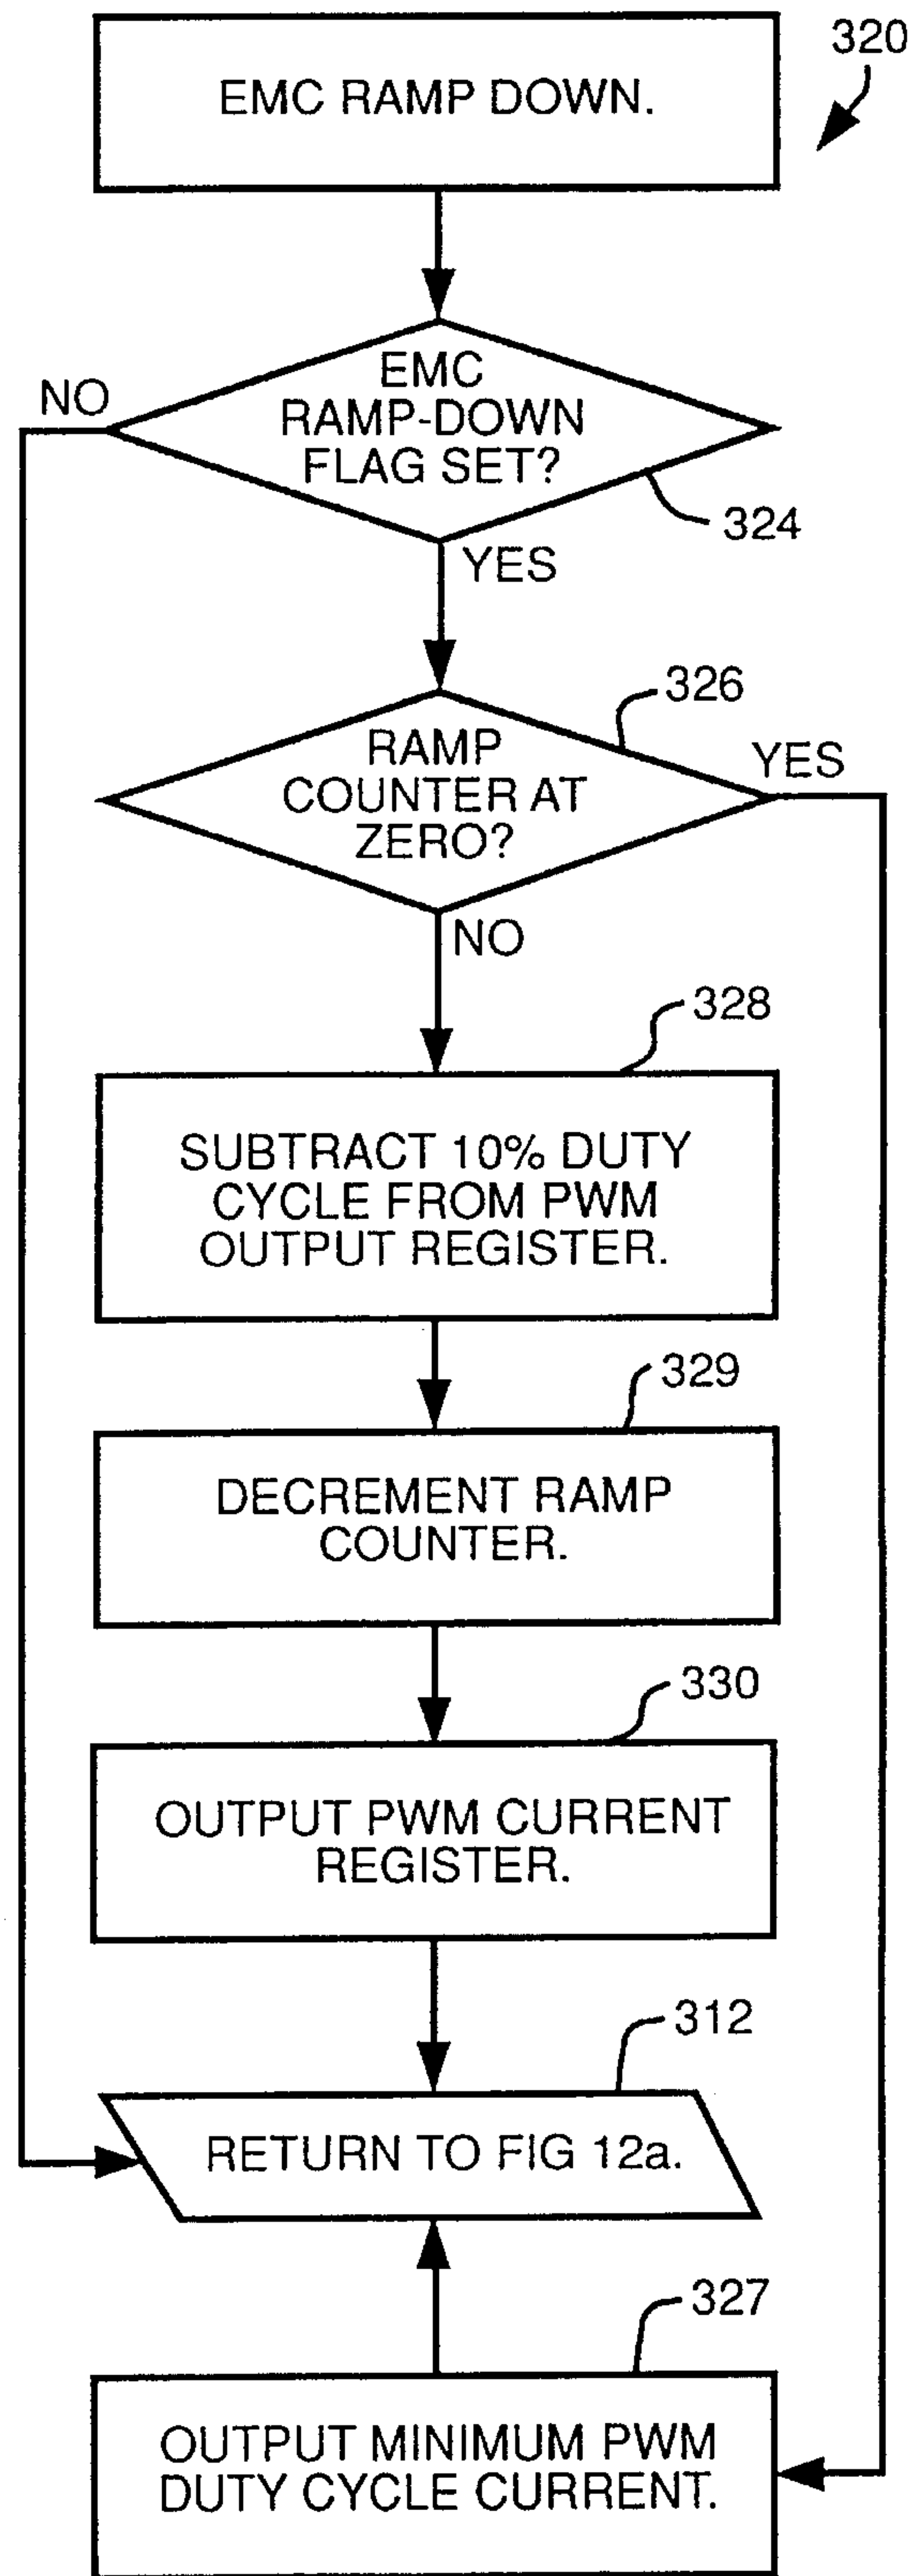 320
EMC RAMP DOWN.
NO
EMC
RAMP-DOWN
FLAG SET?
324
YES
326
RAMP
COUNTER AT
ZERO?
YES
NO
328
SUBTRACT 10% DUTY
CYCLE FROM PWM
OUTPUT REGISTER.
329
DECREMENT RAMP
COUNTER.
330
OUTPUT PWM CURRENT
REGISTER.
312
RETURN TO FIG 12a.
327
OUTPUT MINIMUM PWM
DUTY CYCLE CURRENT.